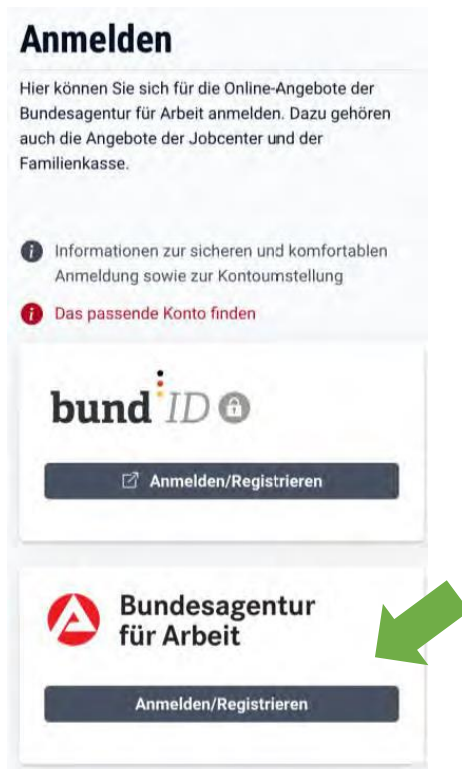 Anmelden
Hier können Sie sich für die Online-Angebote der
Bundesagentur für Arbeit anmelden. Dazu gehören
auch die Angebote der Jobcenter und der
Familienkasse.
Informationen zur sicheren und komfortablen
Anmeldung sowie zur Kontoumstellung
Das passende Konto finden
bundID
Anmelden/Registrieren
Bundesagentur
für Arbeit
Anmelden/Registrieren